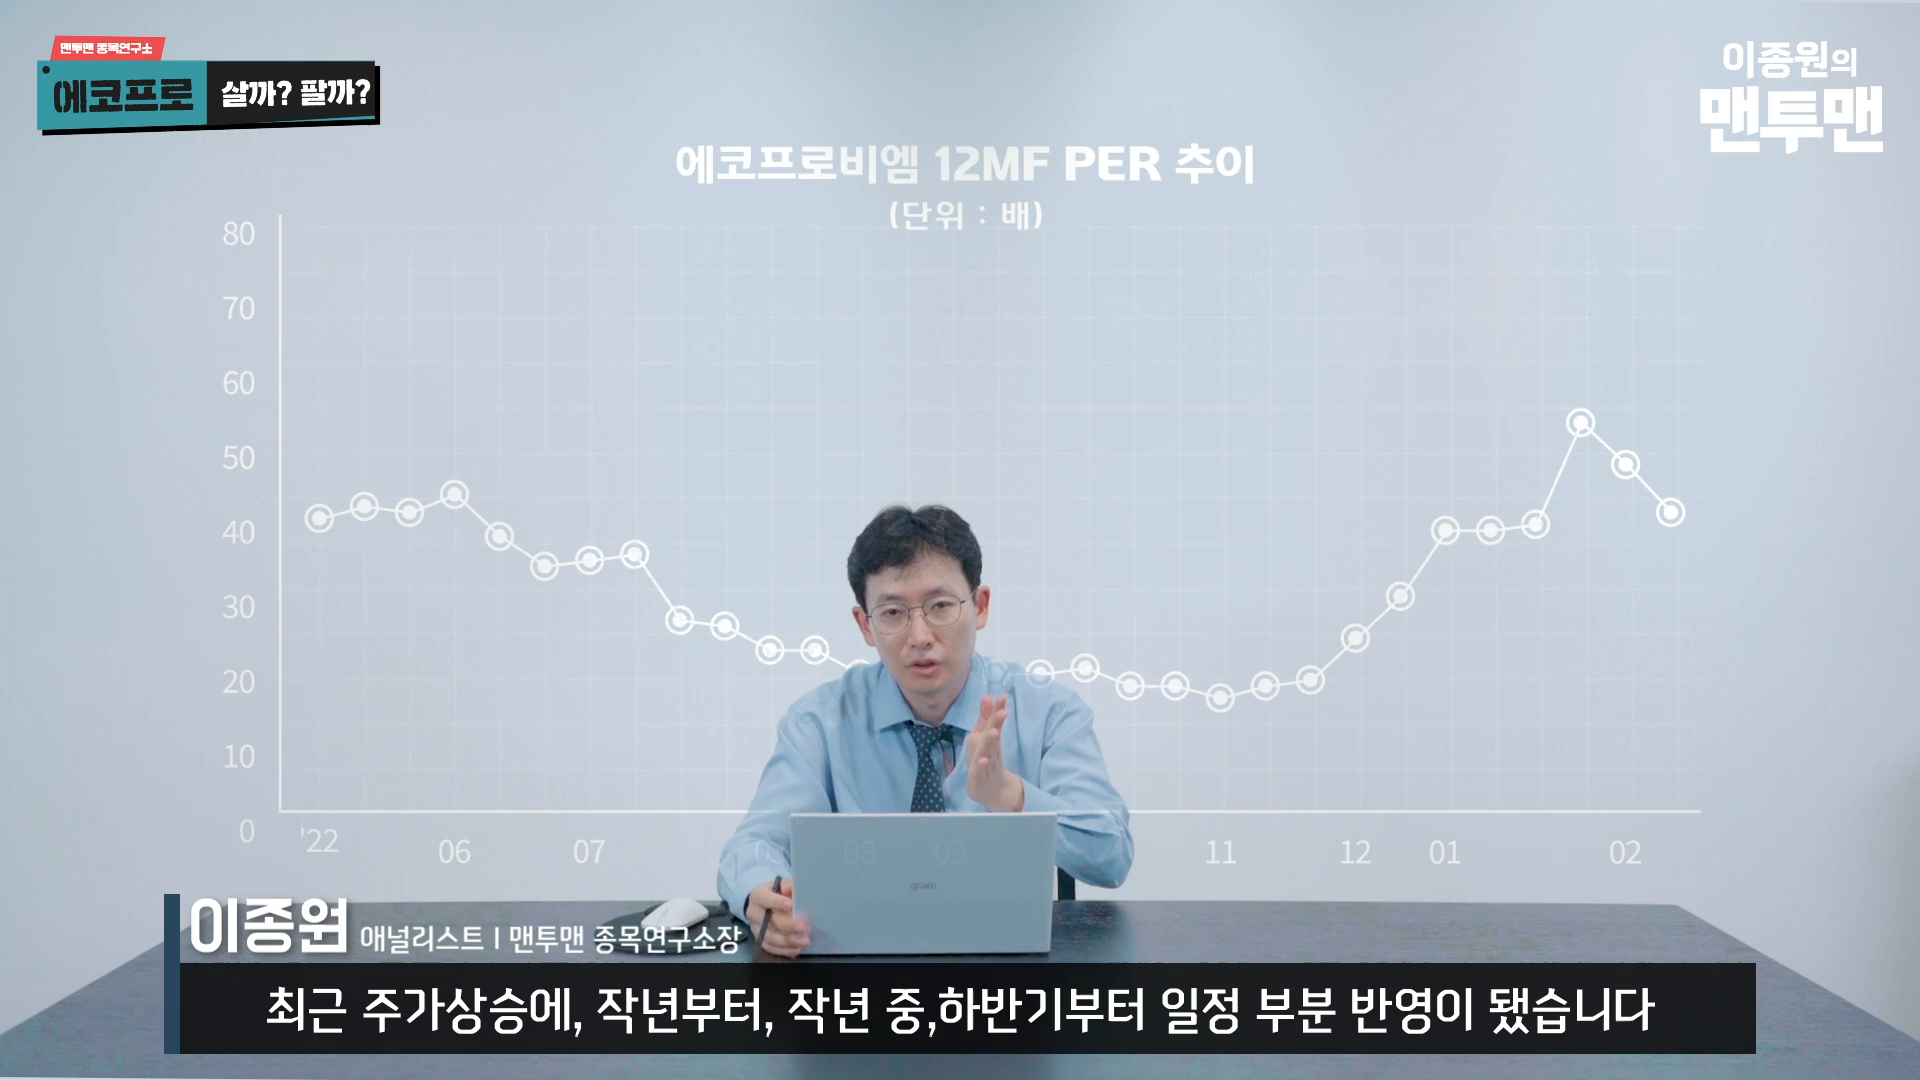 맨투맨 종목연구소
에코프로 살까? 팔까?
이종원의
맨투맨
에코프로비엠 12MF PER 추이
(단위 : 배)
80
70
60
50
40
30
20
10
0
'22 06 07 08 09 11 12 01 02
gram
이종원 애널리스트 | 맨투맨 종목연구소장
최근 주가상승에, 작년부터, 작년 중,하반기부터 일정 부분 반영이 됐습니다